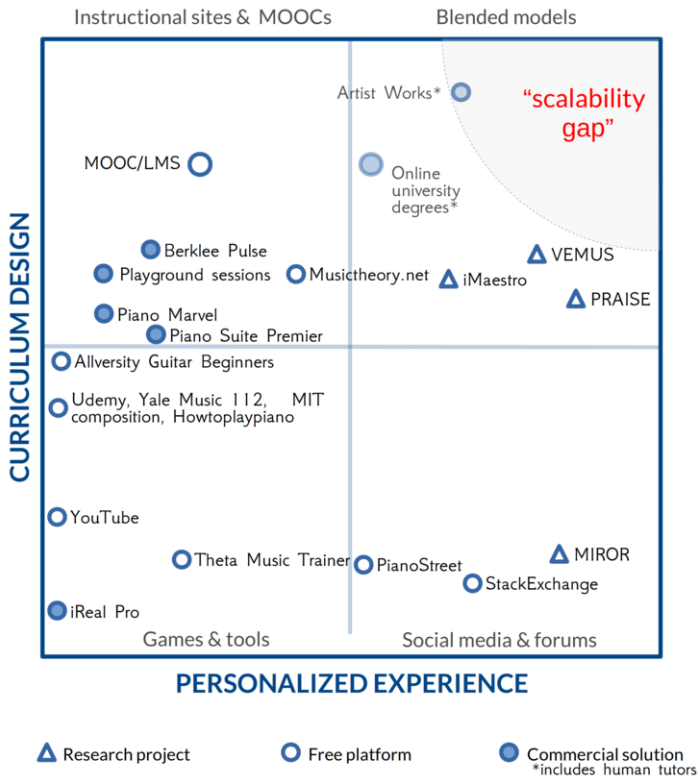 Instructional sites & MOOCs
Blended models
Artist Works*
“scalability
gap”
MOOC/LMS
Online
university
degrees*
Berklee Pulse
VEMUS
Playground sessions
Musictheory.net
iMaestro
PRAISE
Piano Marvel
Piano Suite Premier
Allversity Guitar Beginners
Udemy, Yale Music 112, MIT
composition, Howtoplaypiano
CURRICULUM DESIGN
YouTube
Theta Music Trainer
PianoStreet
MIROR
StackExchange
iReal Pro
Games & tools
Social media & forums
PERSONALIZED EXPERIENCE
Research project
Free platform
Commercial solution
*includes human tutors